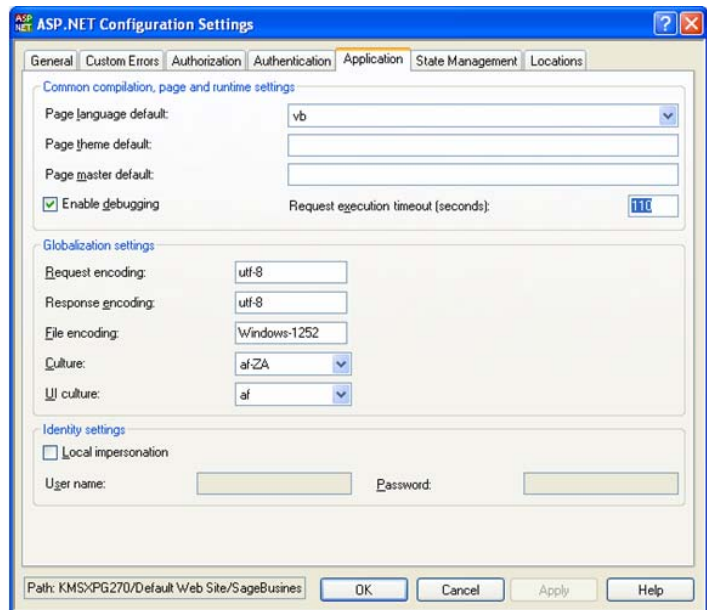 ASP.NET Configuration Settings
General Custom Errors Authorization Authentication Application State Management Locations
Common compilation, page and runtime settings
Page language default: vb
Page theme default:
Page master default:
Enable debugging Request execution timeout (seconds): 110
Globalization settings
Request encoding: utf-8
Response encoding: utf-8
File encoding: Windows-1252
Culture: af-ZA
UI culture: af
Identity settings
Local impersonation
User name: Password:
Path: KMSXPG270/Default Web Site/SageBusines OK Cancel Apply Help